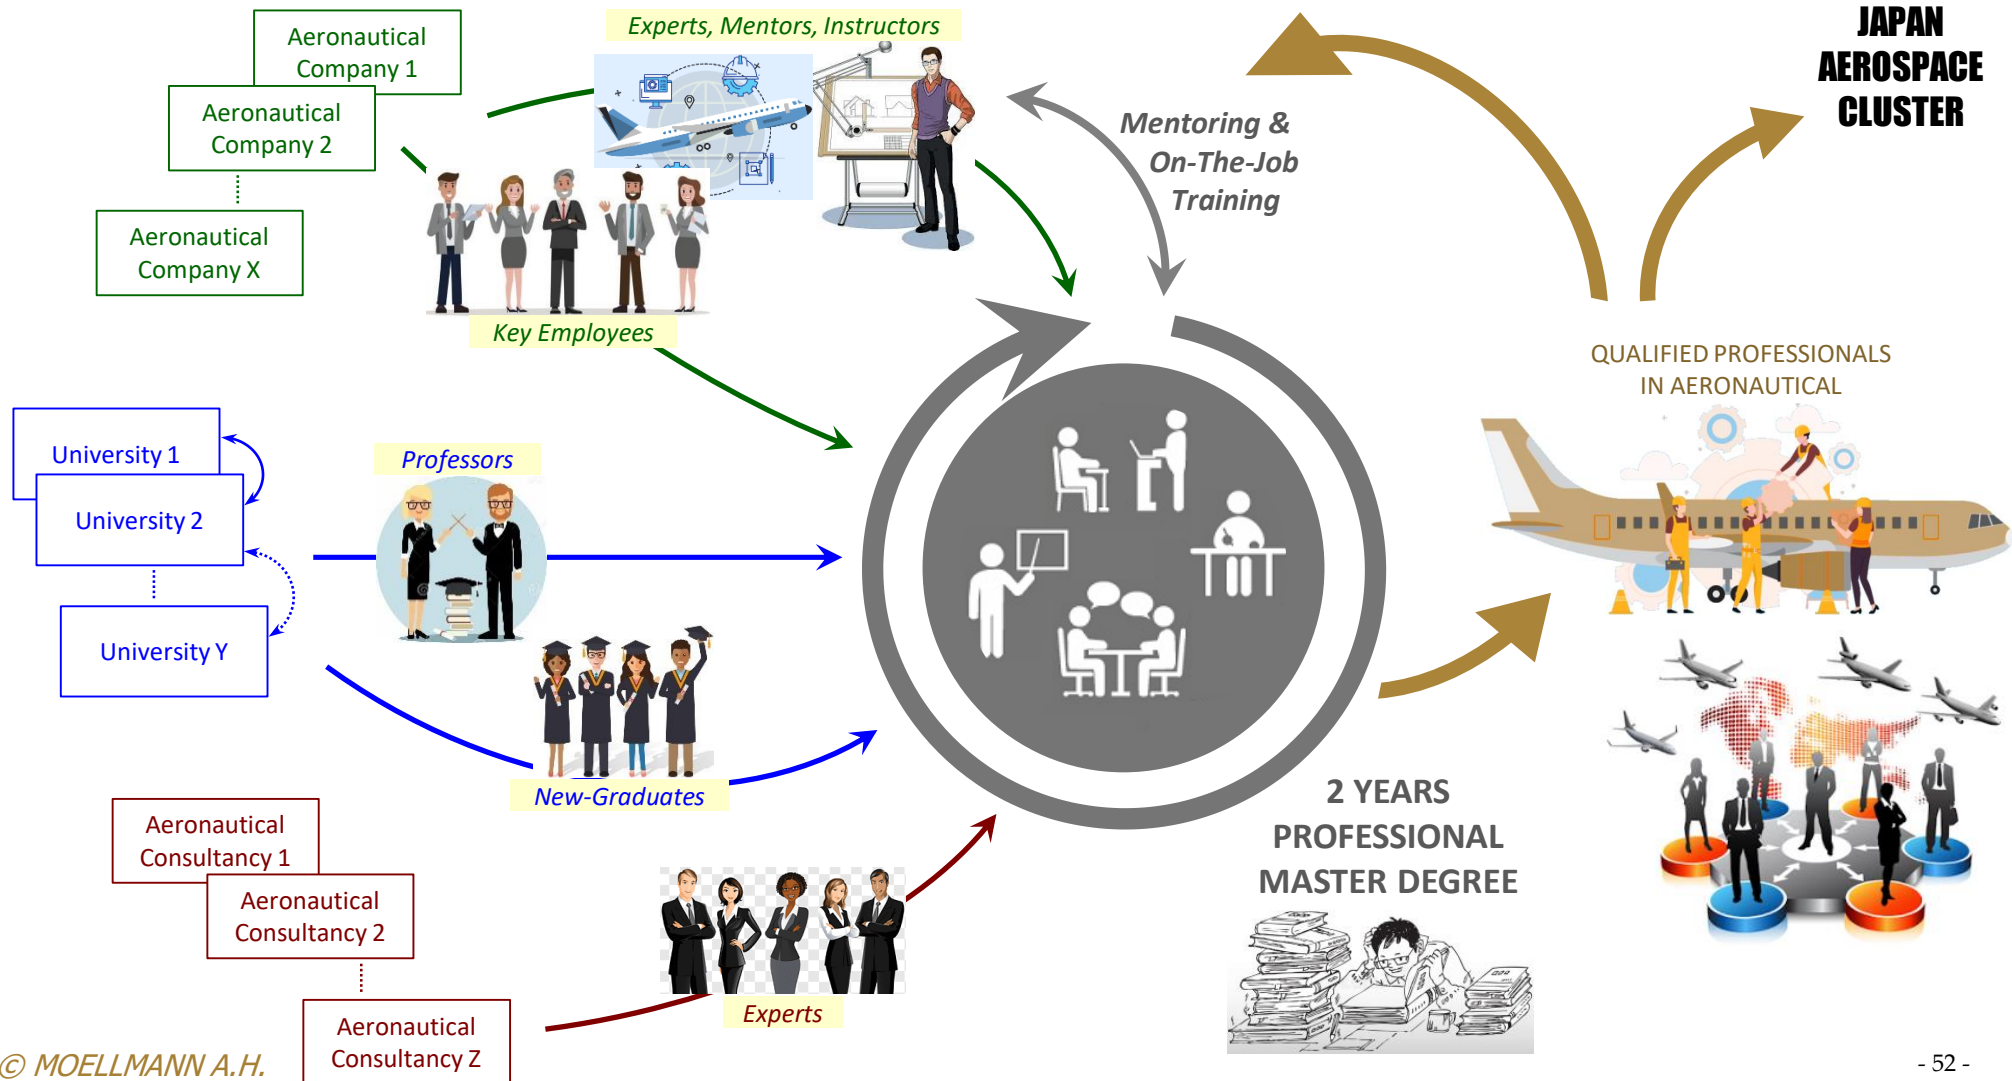 Aeronautical
Company 1
Aeronautical
Company 2
Aeronautical
Company X
Experts, Mentors, Instructors
Key Employees
Mentoring &
On-The-Job
Training
JAPAN
AEROSPACE
CLUSTER
QUALIFIED PROFESSIONALS
IN AERONAUTICAL
University 1
University 2
University Y
Professors
New-Graduates
Aeronautical
Consultancy 1
Aeronautical
Consultancy 2
Aeronautical
Consultancy Z
Experts
2 YEARS
PROFESSIONAL
MASTER DEGREE
© MOELLMANN A.H.
- 52 -